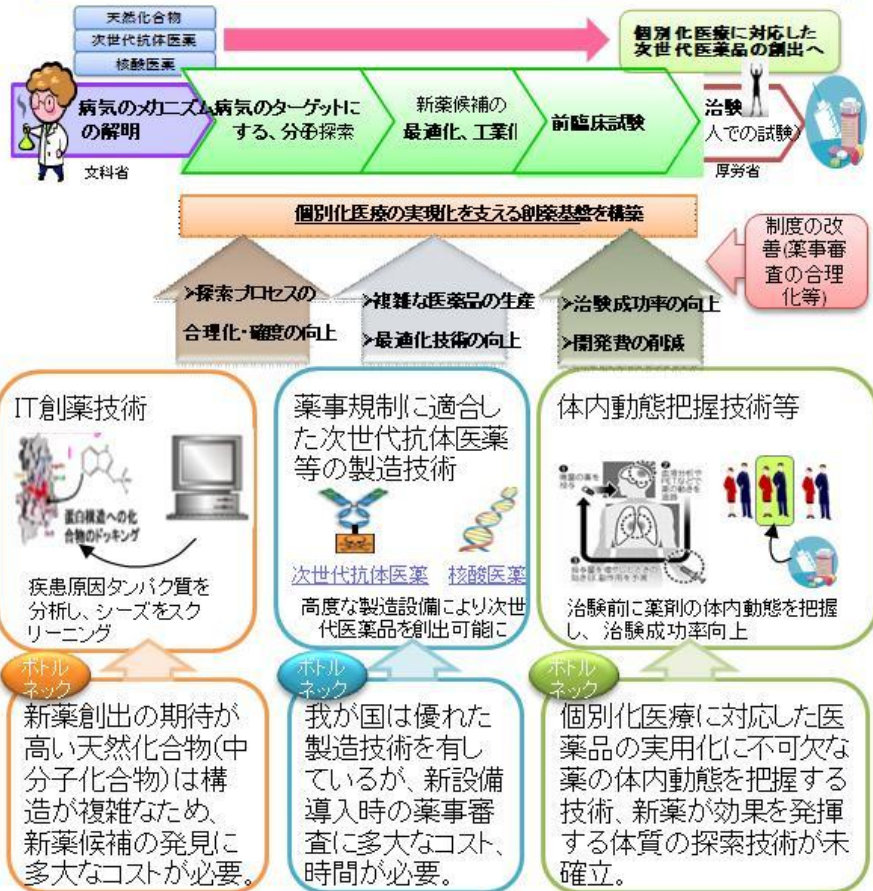 天然化合物
次世代抗体医薬
核酸医薬
個別化医療に対応した
次世代医薬品の創出へ
病気のメカニズム
の解明
病気のターゲットに
する、分子探索
新薬候補の
最適化、工業化
前臨床試験
治験
人での試験)
文科省
厚労省
個別化医療の実現化を支える創薬基盤を構築
制度の改
善(薬事審
査の合理
化等)
➢探索プロセスの
合理化・確度の向上
➢複雑な医薬品の生産
➢最適化技術の向上
➢治験成功率の向上
➢開発費の削減
IT創薬技術
蛋白構造への化
合物のドッキング
疾患原因タンパク質を
分析し、シーズをスク
リーニング
薬事規制に適合し
た次世代抗体医薬
等の製造技術
次世代抗体医薬
核酸医薬
高度な製造設備により次世
代医薬品を創出可能に
体内動態把握技術等
治験前に薬剤の体内動態を把握
し、治験成功率向上
ボトル
ネック
新薬創出の期待が
高い天然化合物(中
分子化合物)は構
造が複雑なため、
新薬候補の発見に
多大なコストが必要。
ボトル
ネック
我が国は優れた
製造技術を有し
ているが、新設備
導入時の薬事審
査に多大なコスト、
時間が必要。
ボトル
ネック
個別化医療に対応した医
薬品の実用化に不可欠な
薬の体内動態を把握する
技術、新薬が効果を発揮
する体質の探索技術が未
確立。